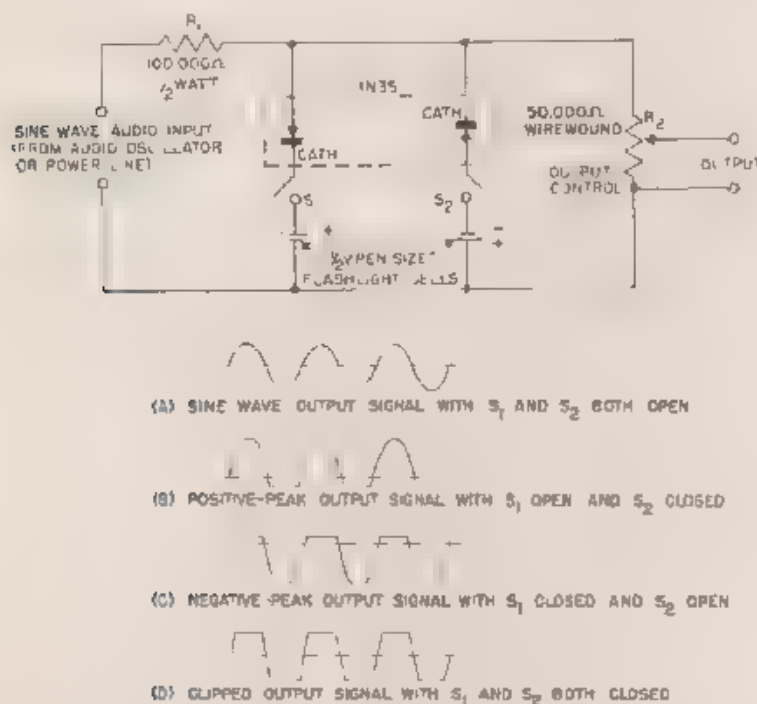 R₁
100,000Ω
½ WATT
1N35
CATH
CATH
50,000Ω
WIREWOUND
R₂
SINE WAVE AUDIO INPUT
(FROM AUDIO OSCILLATOR
OR POWER LINE)
OUTPUT
CONTROL
OUTPUT
S
S₂
+
- +
FLASHLIGHT CELLS
(A) SINE WAVE OUTPUT SIGNAL WITH S₁ AND S₂ BOTH OPEN
(B) POSITIVE-PEAK OUTPUT SIGNAL WITH S₁ OPEN AND S₂ CLOSED
(C) NEGATIVE-PEAK OUTPUT SIGNAL WITH S₁ CLOSED AND S₂ OPEN
(D) CLIPPED OUTPUT SIGNAL WITH S₁ AND S₂ BOTH CLOSED